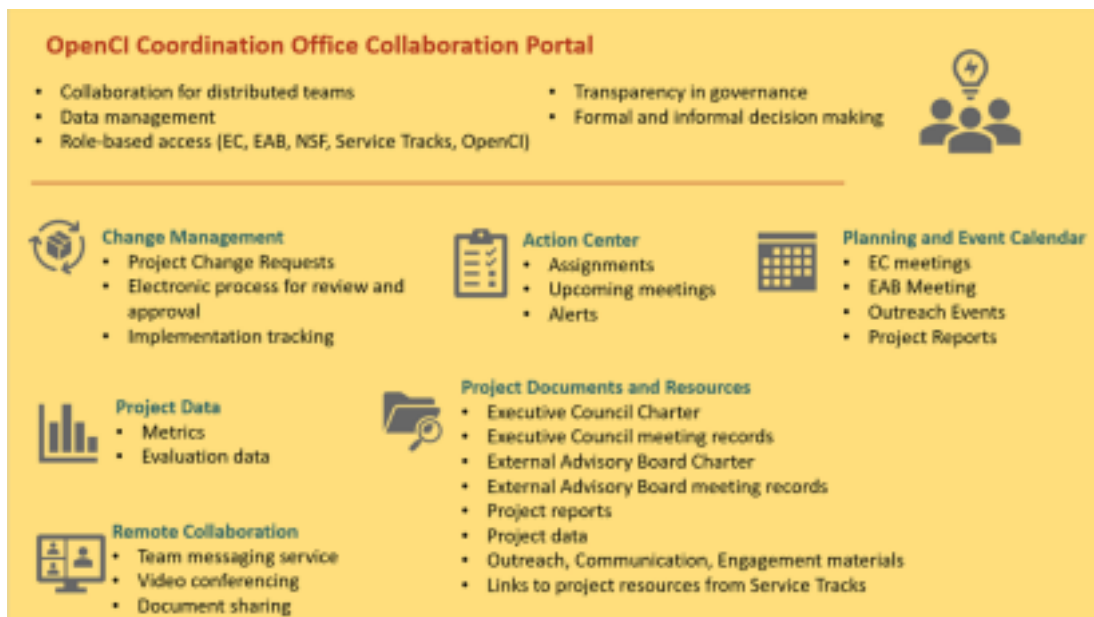 OpenCI Coordination Office Collaboration Portal
• Collaboration for distributed teams
• Data management
• Role-based access (EC, EAB, NSF, Service Tracks, OpenCI)
• Transparency in governance
• Formal and informal decision making
Change Management
• Project Change Requests
• Electronic process for review and
approval
• Implementation tracking
Action Center
• Assignments
• Upcoming meetings
• Alerts
Planning and Event Calendar
• EC meetings
• EAB Meeting
• Outreach Events
• Project Reports
Project Data
• Metrics
• Evaluation data
Project Documents and Resources
• Executive Council Charter
• Executive Council meeting records
• External Advisory Board Charter
• External Advisory Board meeting records
• Project reports
• Project data
• Outreach, Communication, Engagement materials
• Links to project resources from Service Tracks
Remote Collaboration
• Team messaging service
• Video conferencing
• Document sharing